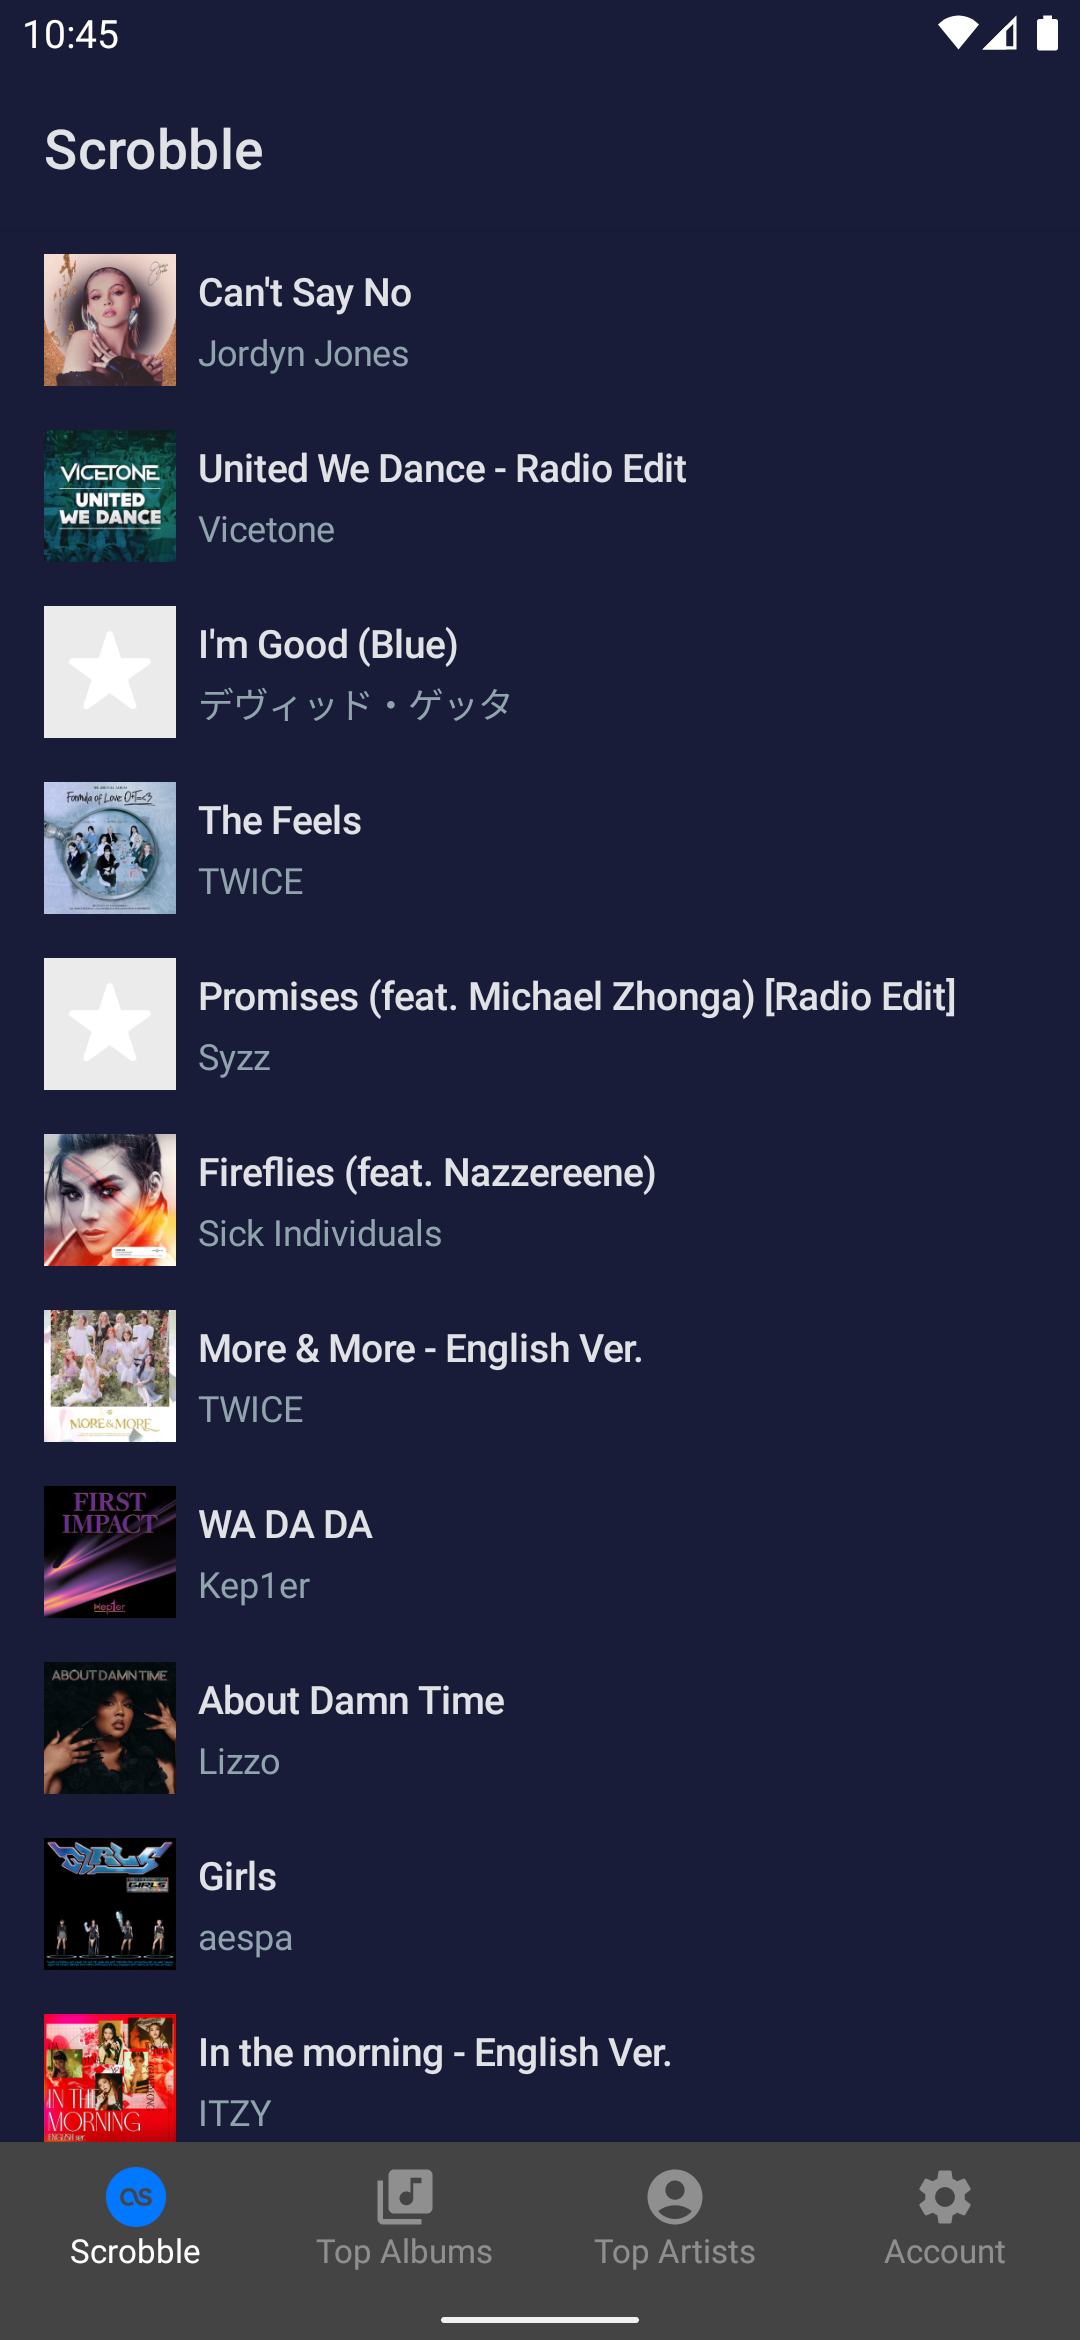 10:45
Scrobble
Can't Say No
Jordyn Jones
VICETONE
UNITED
WE DANCE
United We Dance - Radio Edit
Vicetone
I'm Good (Blue)
デヴィッド・ゲッタ
Formula of Love O+T=<3
The Feels
TWICE
Promises (feat. Michael Zhonga) [Radio Edit]
Syzz
Fireflies (feat. Nazzereene)
Sick Individuals
MORE & MORE
More & More - English Ver.
TWICE
FIRST
IMPACT
Kep1er
WA DA DA
Kep1er
ABOUT DAMN TIME
About Damn Time
Lizzo
GIRLS
Girls
aespa
IN THE
MORNING
ENGLISH ver.
In the morning - English Ver.
ITZY
Scrobble
Top Albums
Top Artists
Account